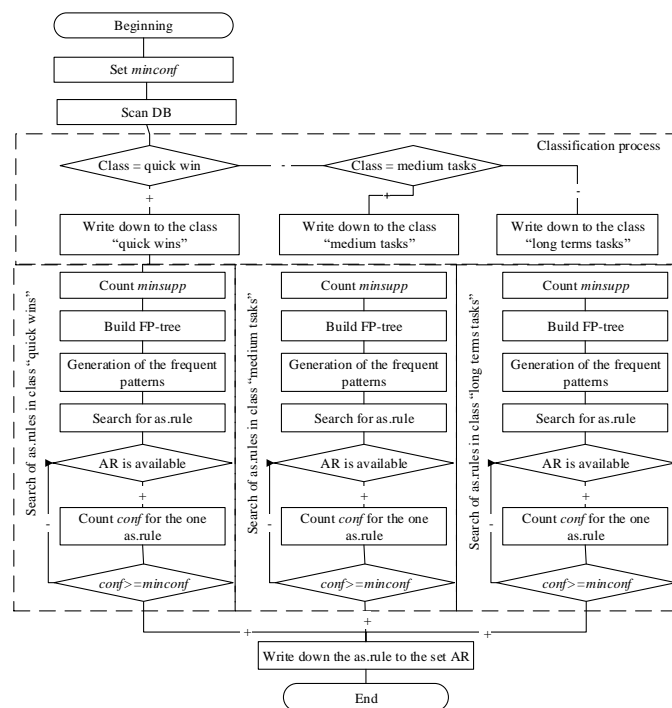 Beginning
Set minconf
Scan DB
Classification process
Class = quick win
-
Class = medium tasks
-
+
+
Write down to the class
“quick wins”
Write down to the class
“medium tasks”
Write down to the class
“long terms tasks”
Search of as.rules in class “quick wins”
Count minsupp
Build FP-tree
Generation of the frequent
patterns
Search for as.rule
AR is available
+
Count conf for the one
as.rule
-
conf>=minconf
Search of as.rules in class “medium tsaks”
Count minsupp
Build FP-tree
Generation of the frequent
patterns
Search for as.rule
AR is available
+
Count conf for the one
as.rule
-
conf>=minconf
Search of as.rules in class “long terms tasks”
Count minsupp
Build FP-tree
Generation of the frequent
patterns
Search for as.rule
AR is available
+
Count conf for the one
as.rule
-
conf>=minconf
+
+
+
Write down the as.rule to the set AR
End